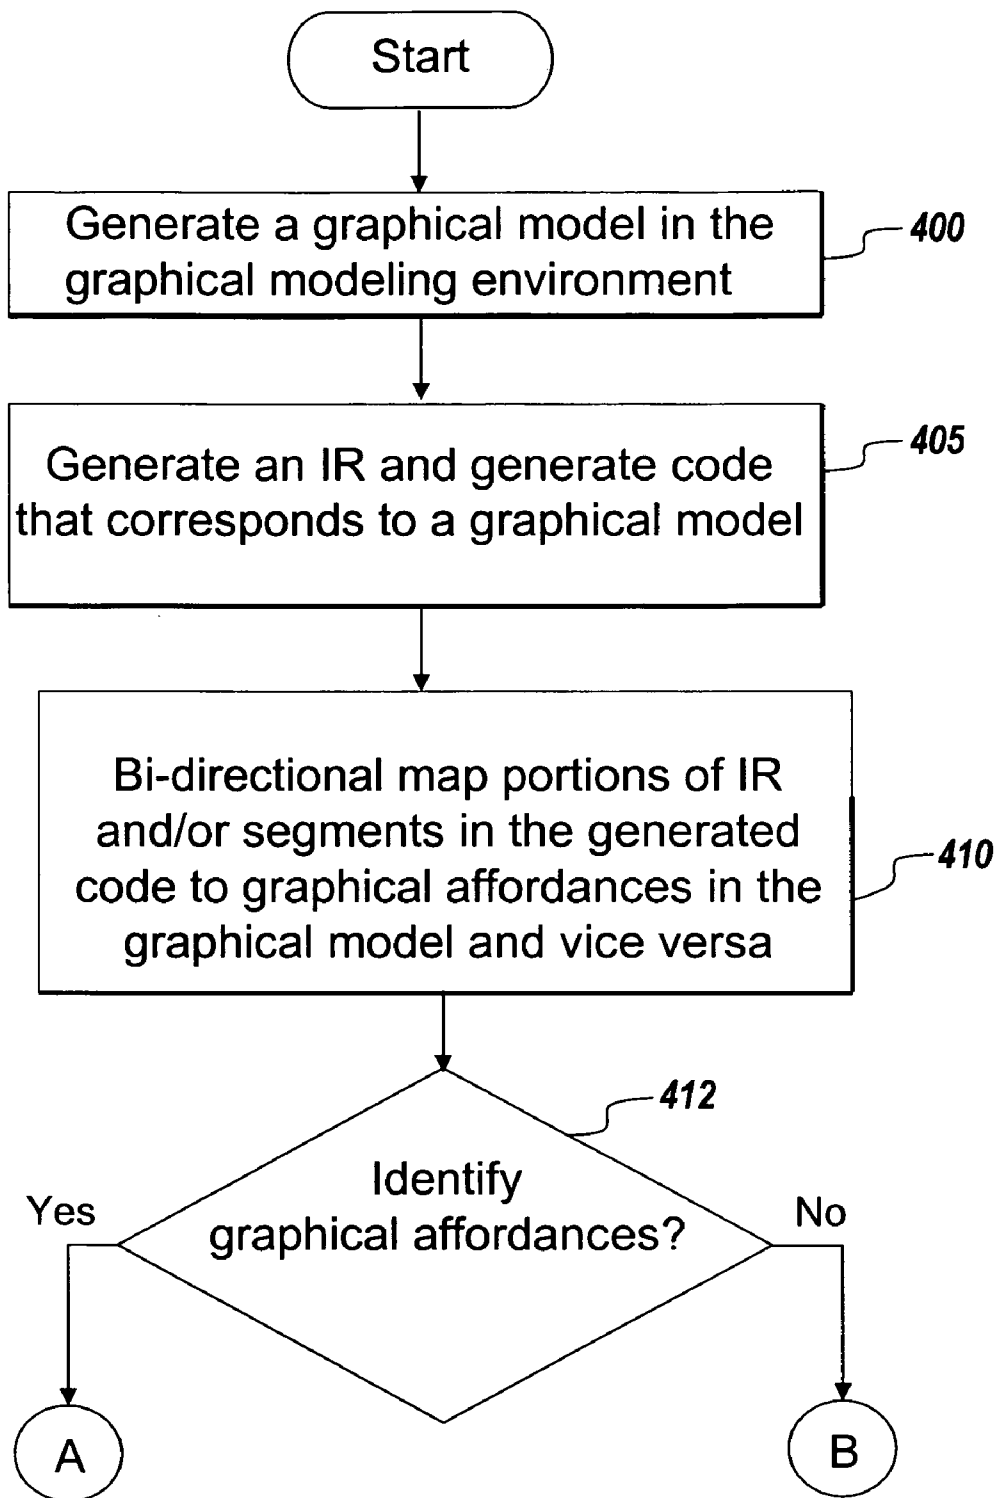 Start
Generate a graphical model in the
graphical modeling environment
400
Generate an IR and generate code
that corresponds to a graphical model
405
Bi-directional map portions of IR
and/or segments in the generated
code to graphical affordances in the
graphical model and vice versa
410
412
Identify
graphical affordances?
Yes
No
A
B